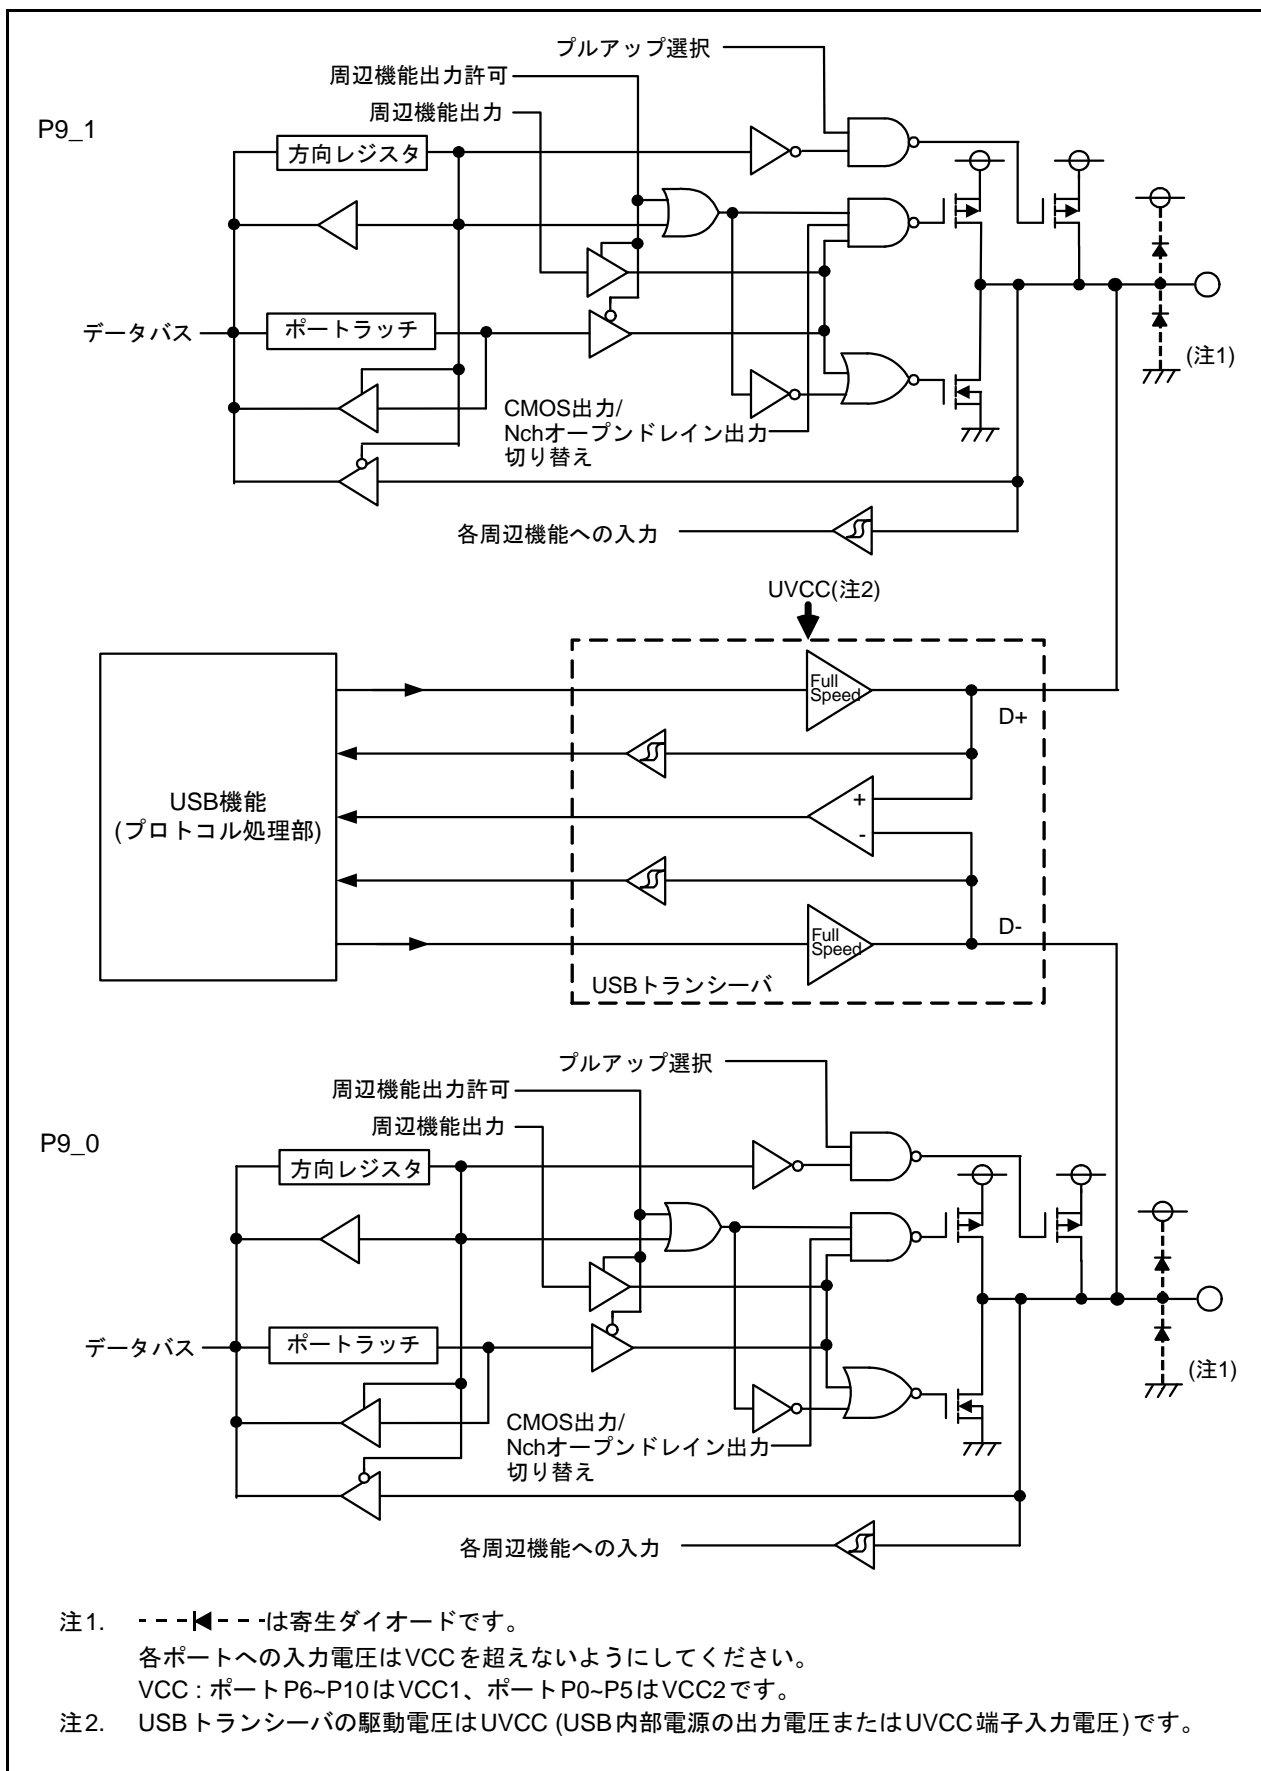 プルアップ選択
周辺機能出力許可
周辺機能出力
P9_1
方向レジスタ
データバス
ポートラッチ
(注1)
CMOS出力/
Nchオープンドレイン出力
切り替え
各周辺機能への入力
UVCC(注2)
Full
Speed
D+
USB機能
(プロトコル処理部)
+
-
Full
Speed
D-
USBトランシーバ
プルアップ選択
周辺機能出力許可
周辺機能出力
P9_0
方向レジスタ
データバス
ポートラッチ
(注1)
CMOS出力/
Nchオープンドレイン出力
切り替え
各周辺機能への入力
注1. は寄生ダイオードです。
各ポートへの入力電圧はVCCを超えないようにしてください。
VCC : ポートP6~P10はVCC1、ポートP0~P5はVCC2です。
注2. USBトランシーバの駆動電圧はUVCC (USB内部電源の出力電圧またはUVCC端子入力電圧)です。